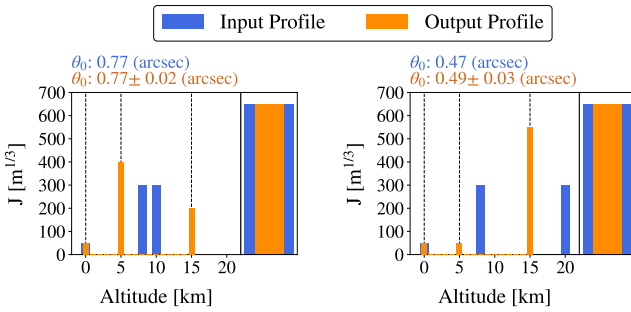 Input Profile
Output Profile
θ₀: 0.77 (arcsec)
θ₀: 0.77± 0.02 (arcsec)
700
600
500
400
300
200
100
0
J [m^{1/3}]
0 5 10 15 20
Altitude [km]
θ₀: 0.47 (arcsec)
θ₀: 0.49± 0.03 (arcsec)
700
600
500
400
300
200
100
0
J [m^{1/3}]
0 5 10 15 20
Altitude [km]